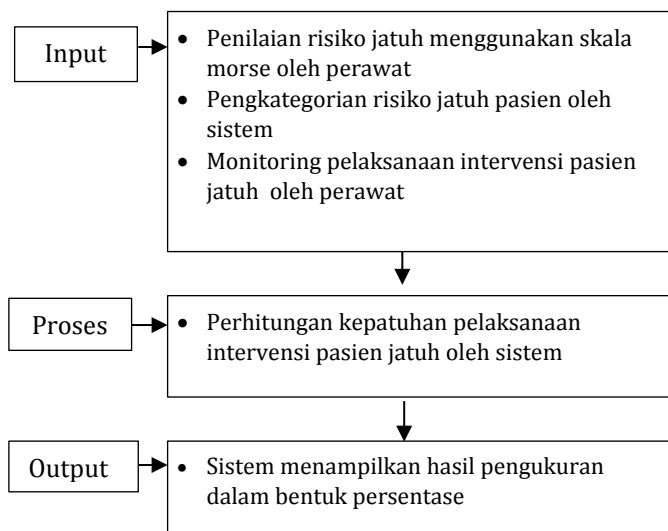 Input
• Penilaian risiko jatuh menggunakan skala
morse oleh perawat
• Pengkategorian risiko jatuh pasien oleh
sistem
• Monitoring pelaksanaan intervensi pasien
jatuh oleh perawat
Proses
• Perhitungan kepatuhan pelaksanaan
intervensi pasien jatuh oleh sistem
Output
• Sistem menampilkan hasil pengukuran
dalam bentuk persentase